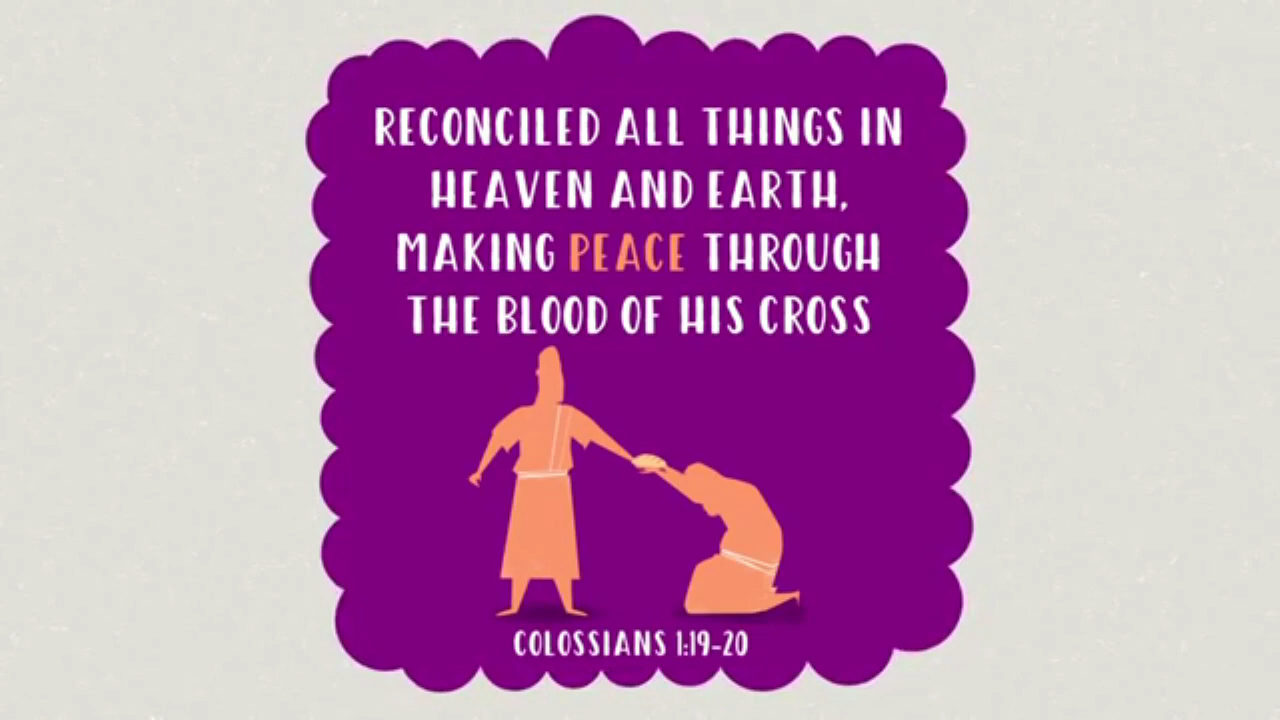 RECONCILED ALL THINGS IN
HEAVEN AND EARTH,
MAKING PEACE THROUGH
THE BLOOD OF HIS CROSS
COLOSSIANS 1:19-20